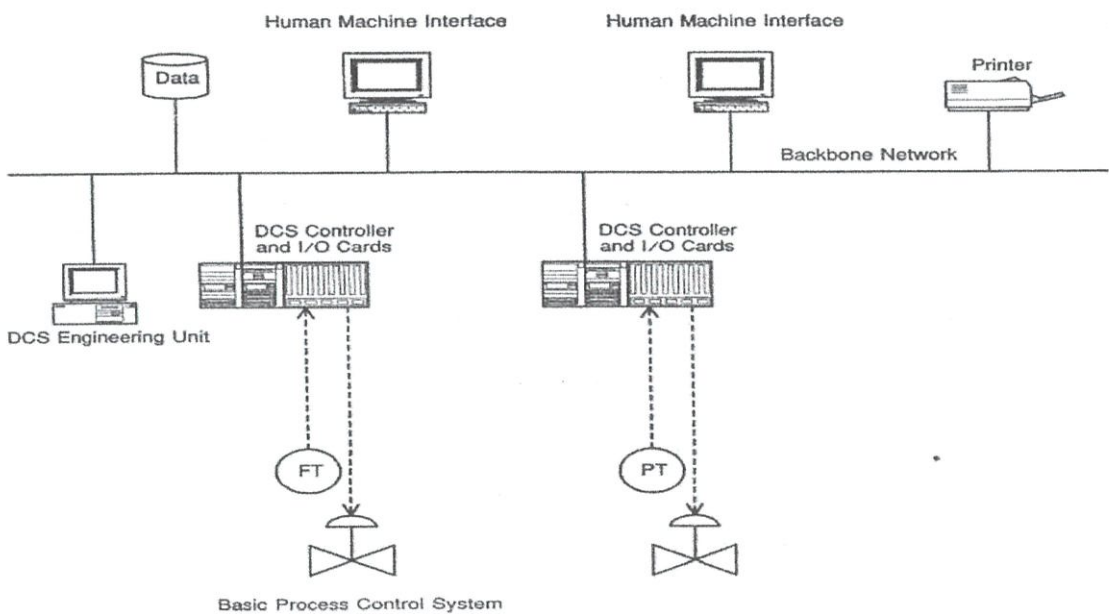 Human Machine Interface
Human Machine Interface
Data
Printer
Backbone Network
DCS Controller
and I/O Cards
DCS Controller
and I/O Cards
DCS Engineering Unit
FT
PT
Basic Process Control System